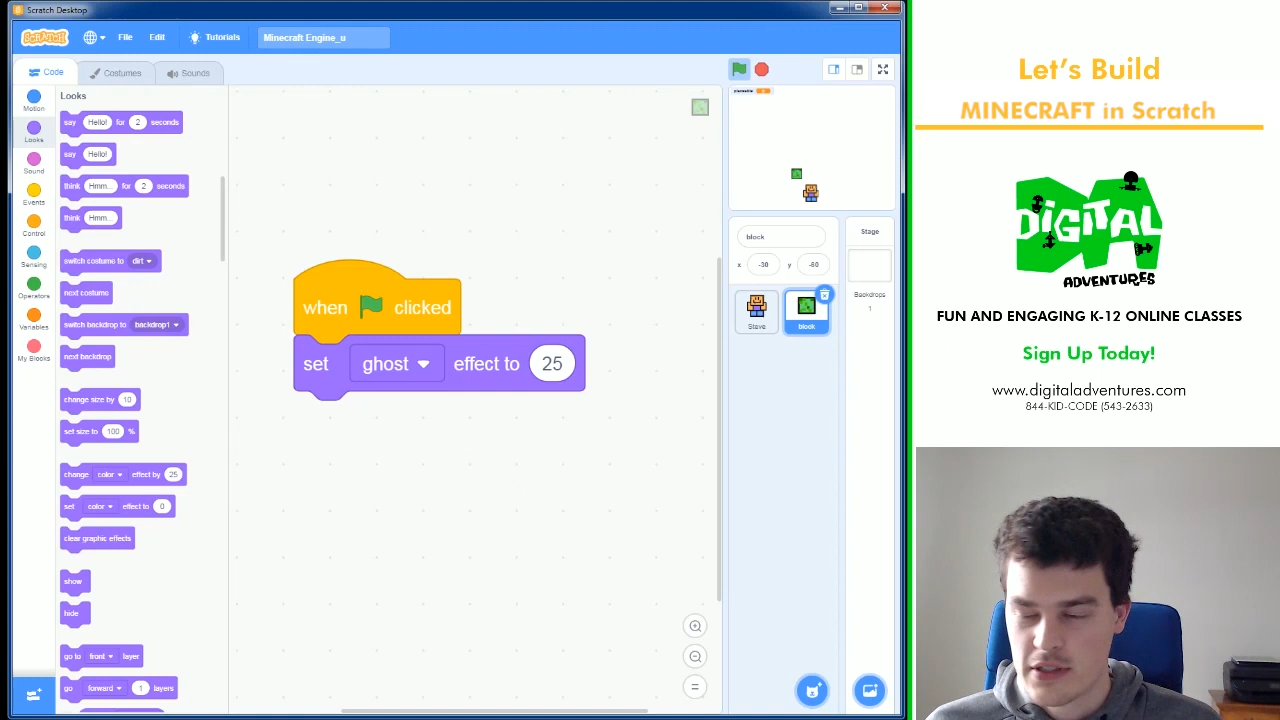 Scratch Desktop
SCRATCH
File
Edit
Tutorials
Minecraft Engine_u
Code
Costumes
Sounds
Motion
Looks
Sound
Events
Control
Sensing
Operators
Variables
My Blocks
Looks
say Hello! for 2 seconds
say Hello!
think Hmm... for 2 seconds
think Hmm...
switch costume to dirt
next costume
switch backdrop to backdrop1
next backdrop
change size by 10
set size to 100 %
change color effect by 25
set color effect to 0
clear graphic effects
show
hide
go to front layer
go forward 1 layers
when clicked
set ghost effect to 25
placeable
block
x -30 y -60
Steve
block
Stage
Backdrops
1
Let's Build
MINECRAFT in Scratch
DIGITAL
ADVENTURES
FUN AND ENGAGING K-12 ONLINE CLASSES
Sign Up Today!
www.digitaladventures.com
844-KID-CODE (543-2633)